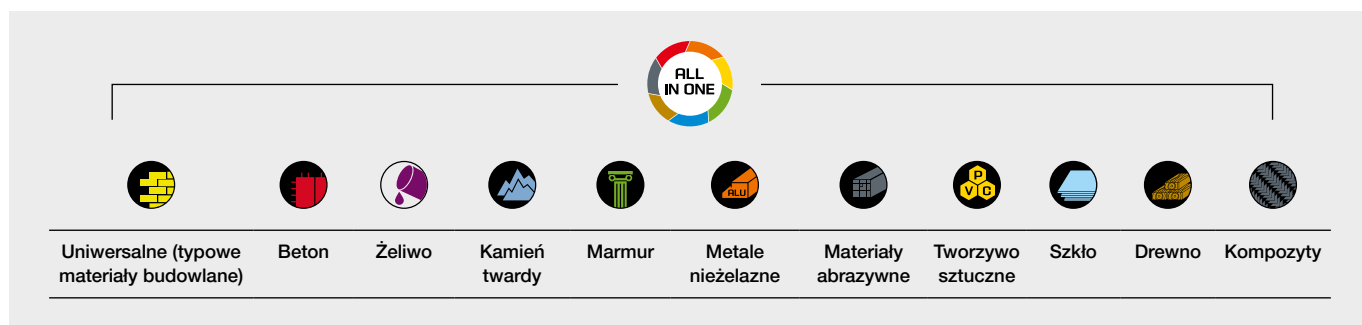 ALL
IN ONE
P
V C
ALU
Uniwersalne (typowe
materiały budowlane)
Beton
Żeliwo
Kamień
twardy
Marmur
Metale
nieżelazne
Materiały
abrazywne
Tworzywo
sztuczne
Szkło
Drewno
Kompozyty